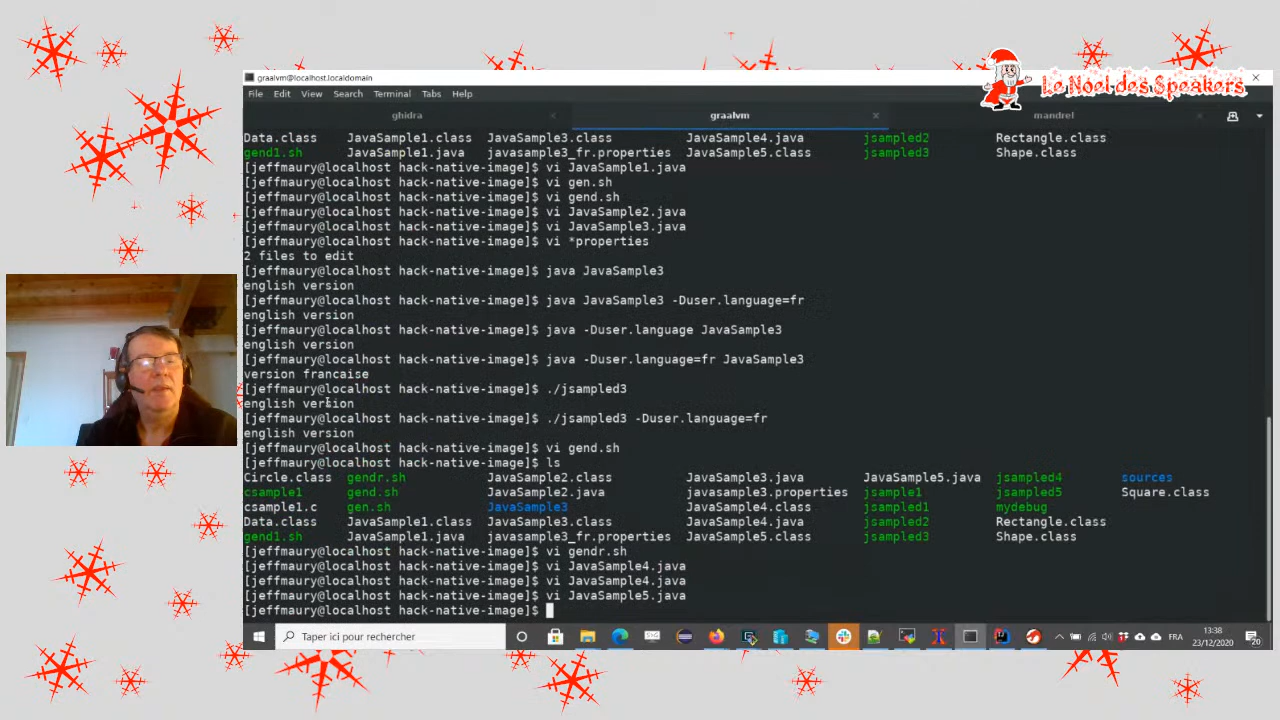 Le Noel des Speakers
graalvm@localhost.localdomain
File Edit View Search Terminal Tabs Help
ghidra graalvm mandrel
Data.class JavaSample1.class JavaSample3.class JavaSample4.java jsampled2 Rectangle.class
gend1.sh JavaSample1.java javasample3_fr.properties JavaSample5.class jsampled3 Shape.class
[jeffmaury@localhost hack-native-image]$ vi JavaSample1.java
[jeffmaury@localhost hack-native-image]$ vi gen.sh
[jeffmaury@localhost hack-native-image]$ vi gend.sh
[jeffmaury@localhost hack-native-image]$ vi JavaSample2.java
[jeffmaury@localhost hack-native-image]$ vi JavaSample3.java
[jeffmaury@localhost hack-native-image]$ vi *properties
2 files to edit
[jeffmaury@localhost hack-native-image]$ java JavaSample3
english version
[jeffmaury@localhost hack-native-image]$ java JavaSample3 -Duser.language=fr
english version
[jeffmaury@localhost hack-native-image]$ java -Duser.language JavaSample3
english version
[jeffmaury@localhost hack-native-image]$ java -Duser.language=fr JavaSample3
version francaise
[jeffmaury@localhost hack-native-image]$ ./jsampled3
english version
[jeffmaury@localhost hack-native-image]$ ./jsampled3 -Duser.language=fr
english version
[jeffmaury@localhost hack-native-image]$ vi gend.sh
[jeffmaury@localhost hack-native-image]$ ls
Circle.class gendr.sh JavaSample2.class JavaSample3.java JavaSample5.java jsampled4 sources
csample1 gend.sh JavaSample2.java javasample3.properties jsample1 jsampled5 Square.class
csample1.c gen.sh JavaSample3 JavaSample4.class jsampled1 mydebug
Data.class JavaSample1.class JavaSample3.class JavaSample4.java jsampled2 Rectangle.class
gend1.sh JavaSample1.java javasample3_fr.properties JavaSample5.class jsampled3 Shape.class
[jeffmaury@localhost hack-native-image]$ vi gendr.sh
[jeffmaury@localhost hack-native-image]$ vi JavaSample4.java
[jeffmaury@localhost hack-native-image]$ vi JavaSample4.java
[jeffmaury@localhost hack-native-image]$ vi JavaSample5.java
[jeffmaury@localhost hack-native-image]$
Taper ici pour rechercher FRA 13:38
23/12/2020 20